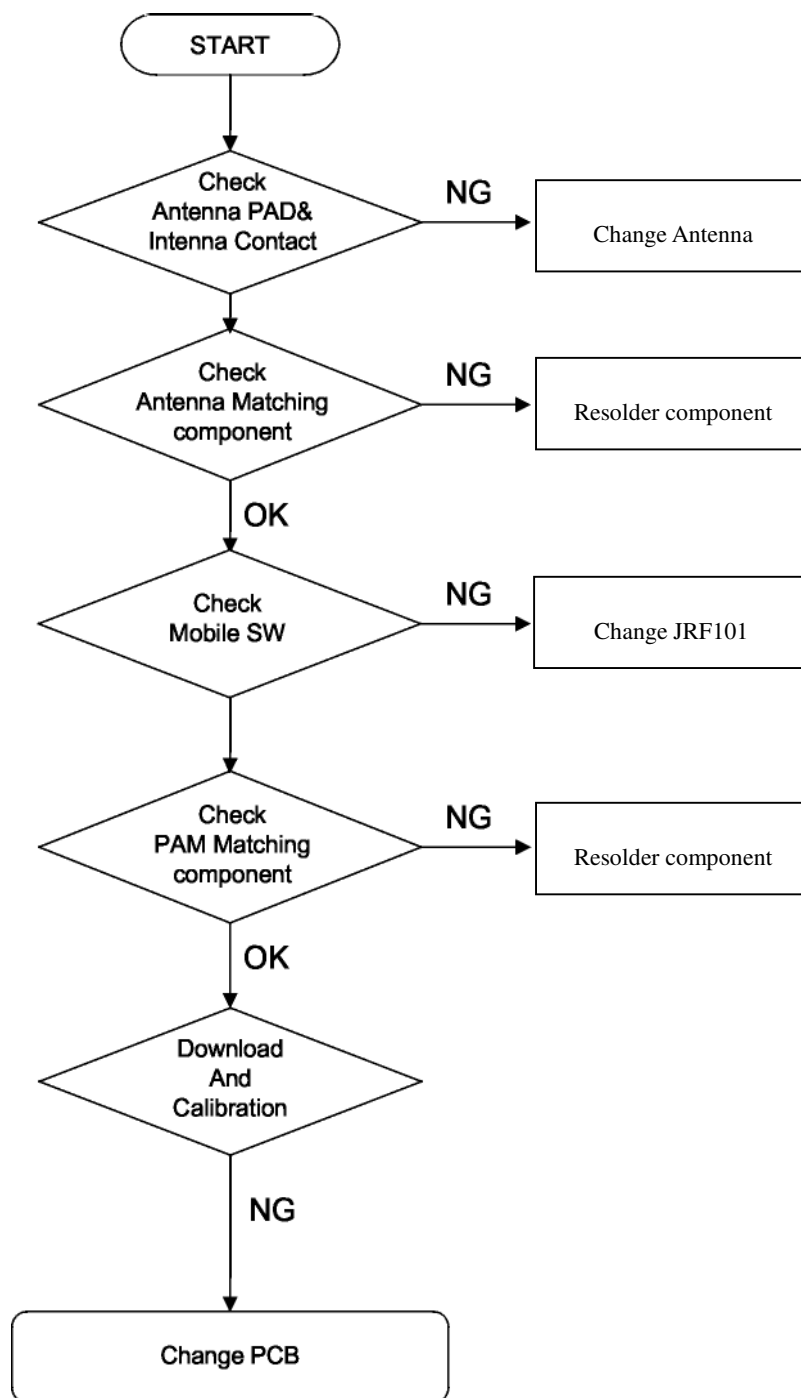 START
Check
Antenna PAD&
Intenna Contact
NG
Change Antenna
Check
Antenna Matching
component
NG
Resolder component
OK
Check
Mobile SW
NG
Change JRF101
Check
PAM Matching
component
NG
Resolder component
OK
Download
And
Calibration
NG
Change PCB